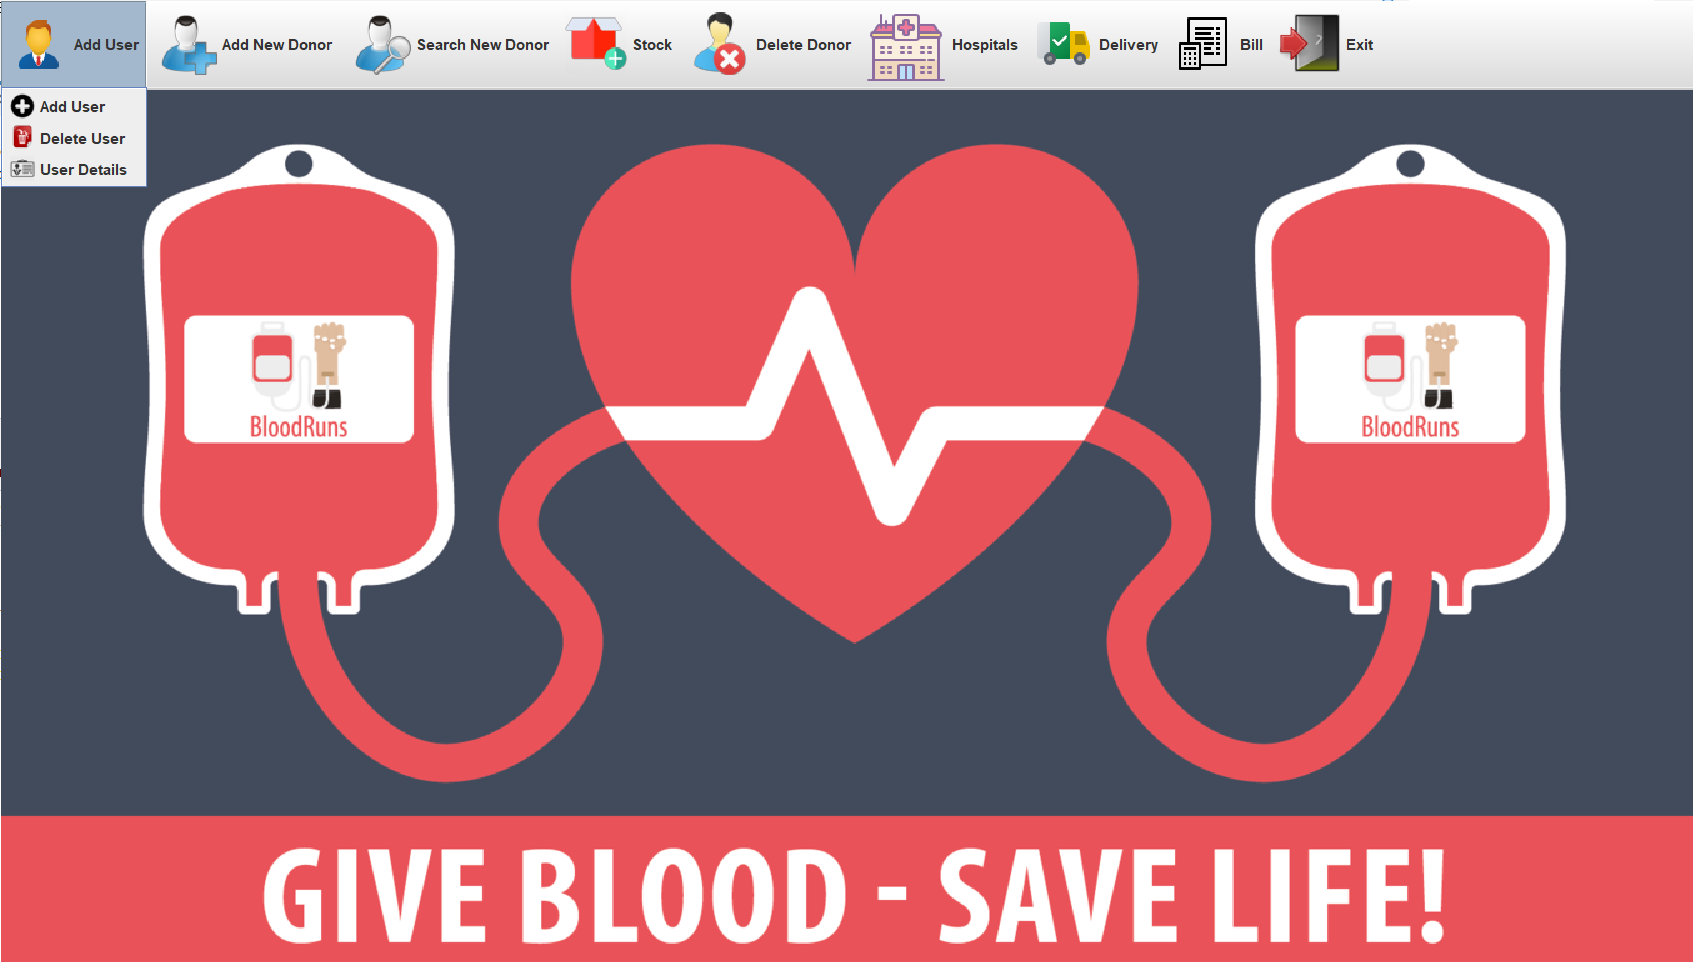 Add User
Add New Donor
Search New Donor
Stock
Delete Donor
Hospitals
Delivery
Bill
Exit
Add User
Delete User
User Details
BloodRuns
BloodRuns
GIVE BLOOD - SAVE LIFE!